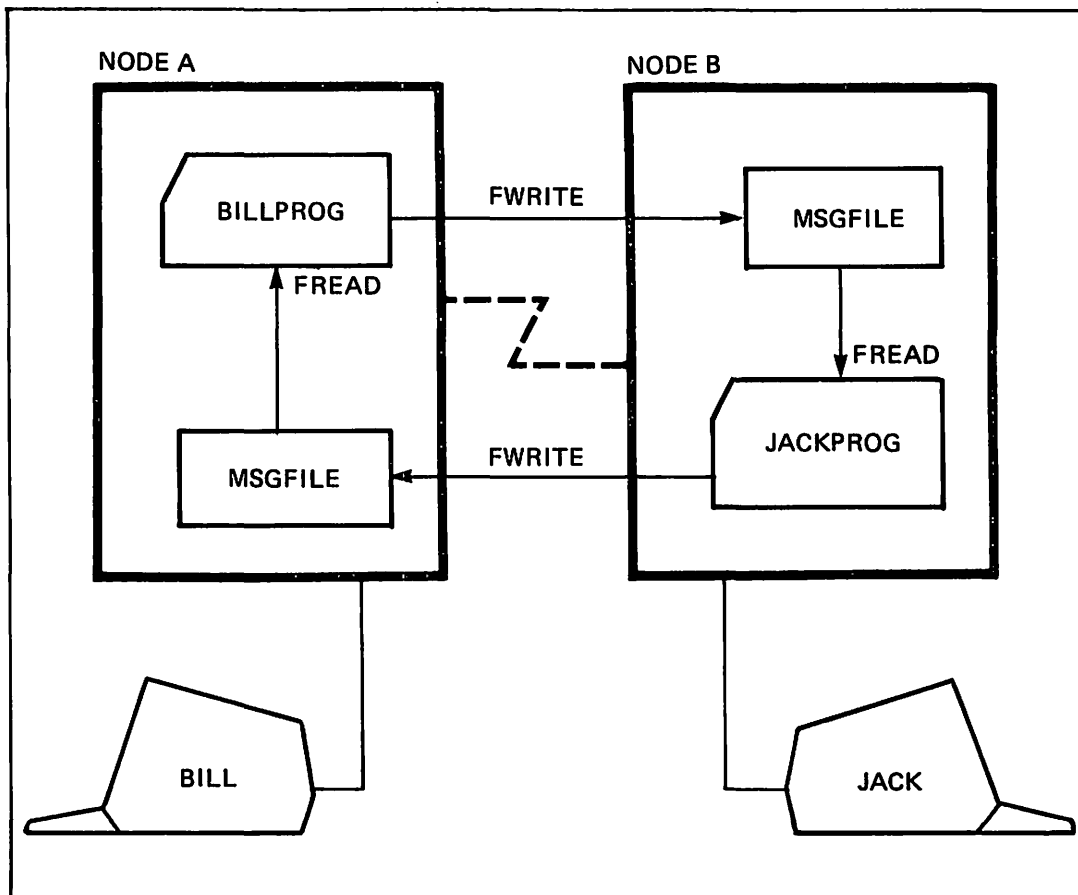 NODE A
NODE B
BILLPROG
FWRITE
MSGFILE
FREAD
FREAD
MSGFILE
FWRITE
JACKPROG
BILL
JACK